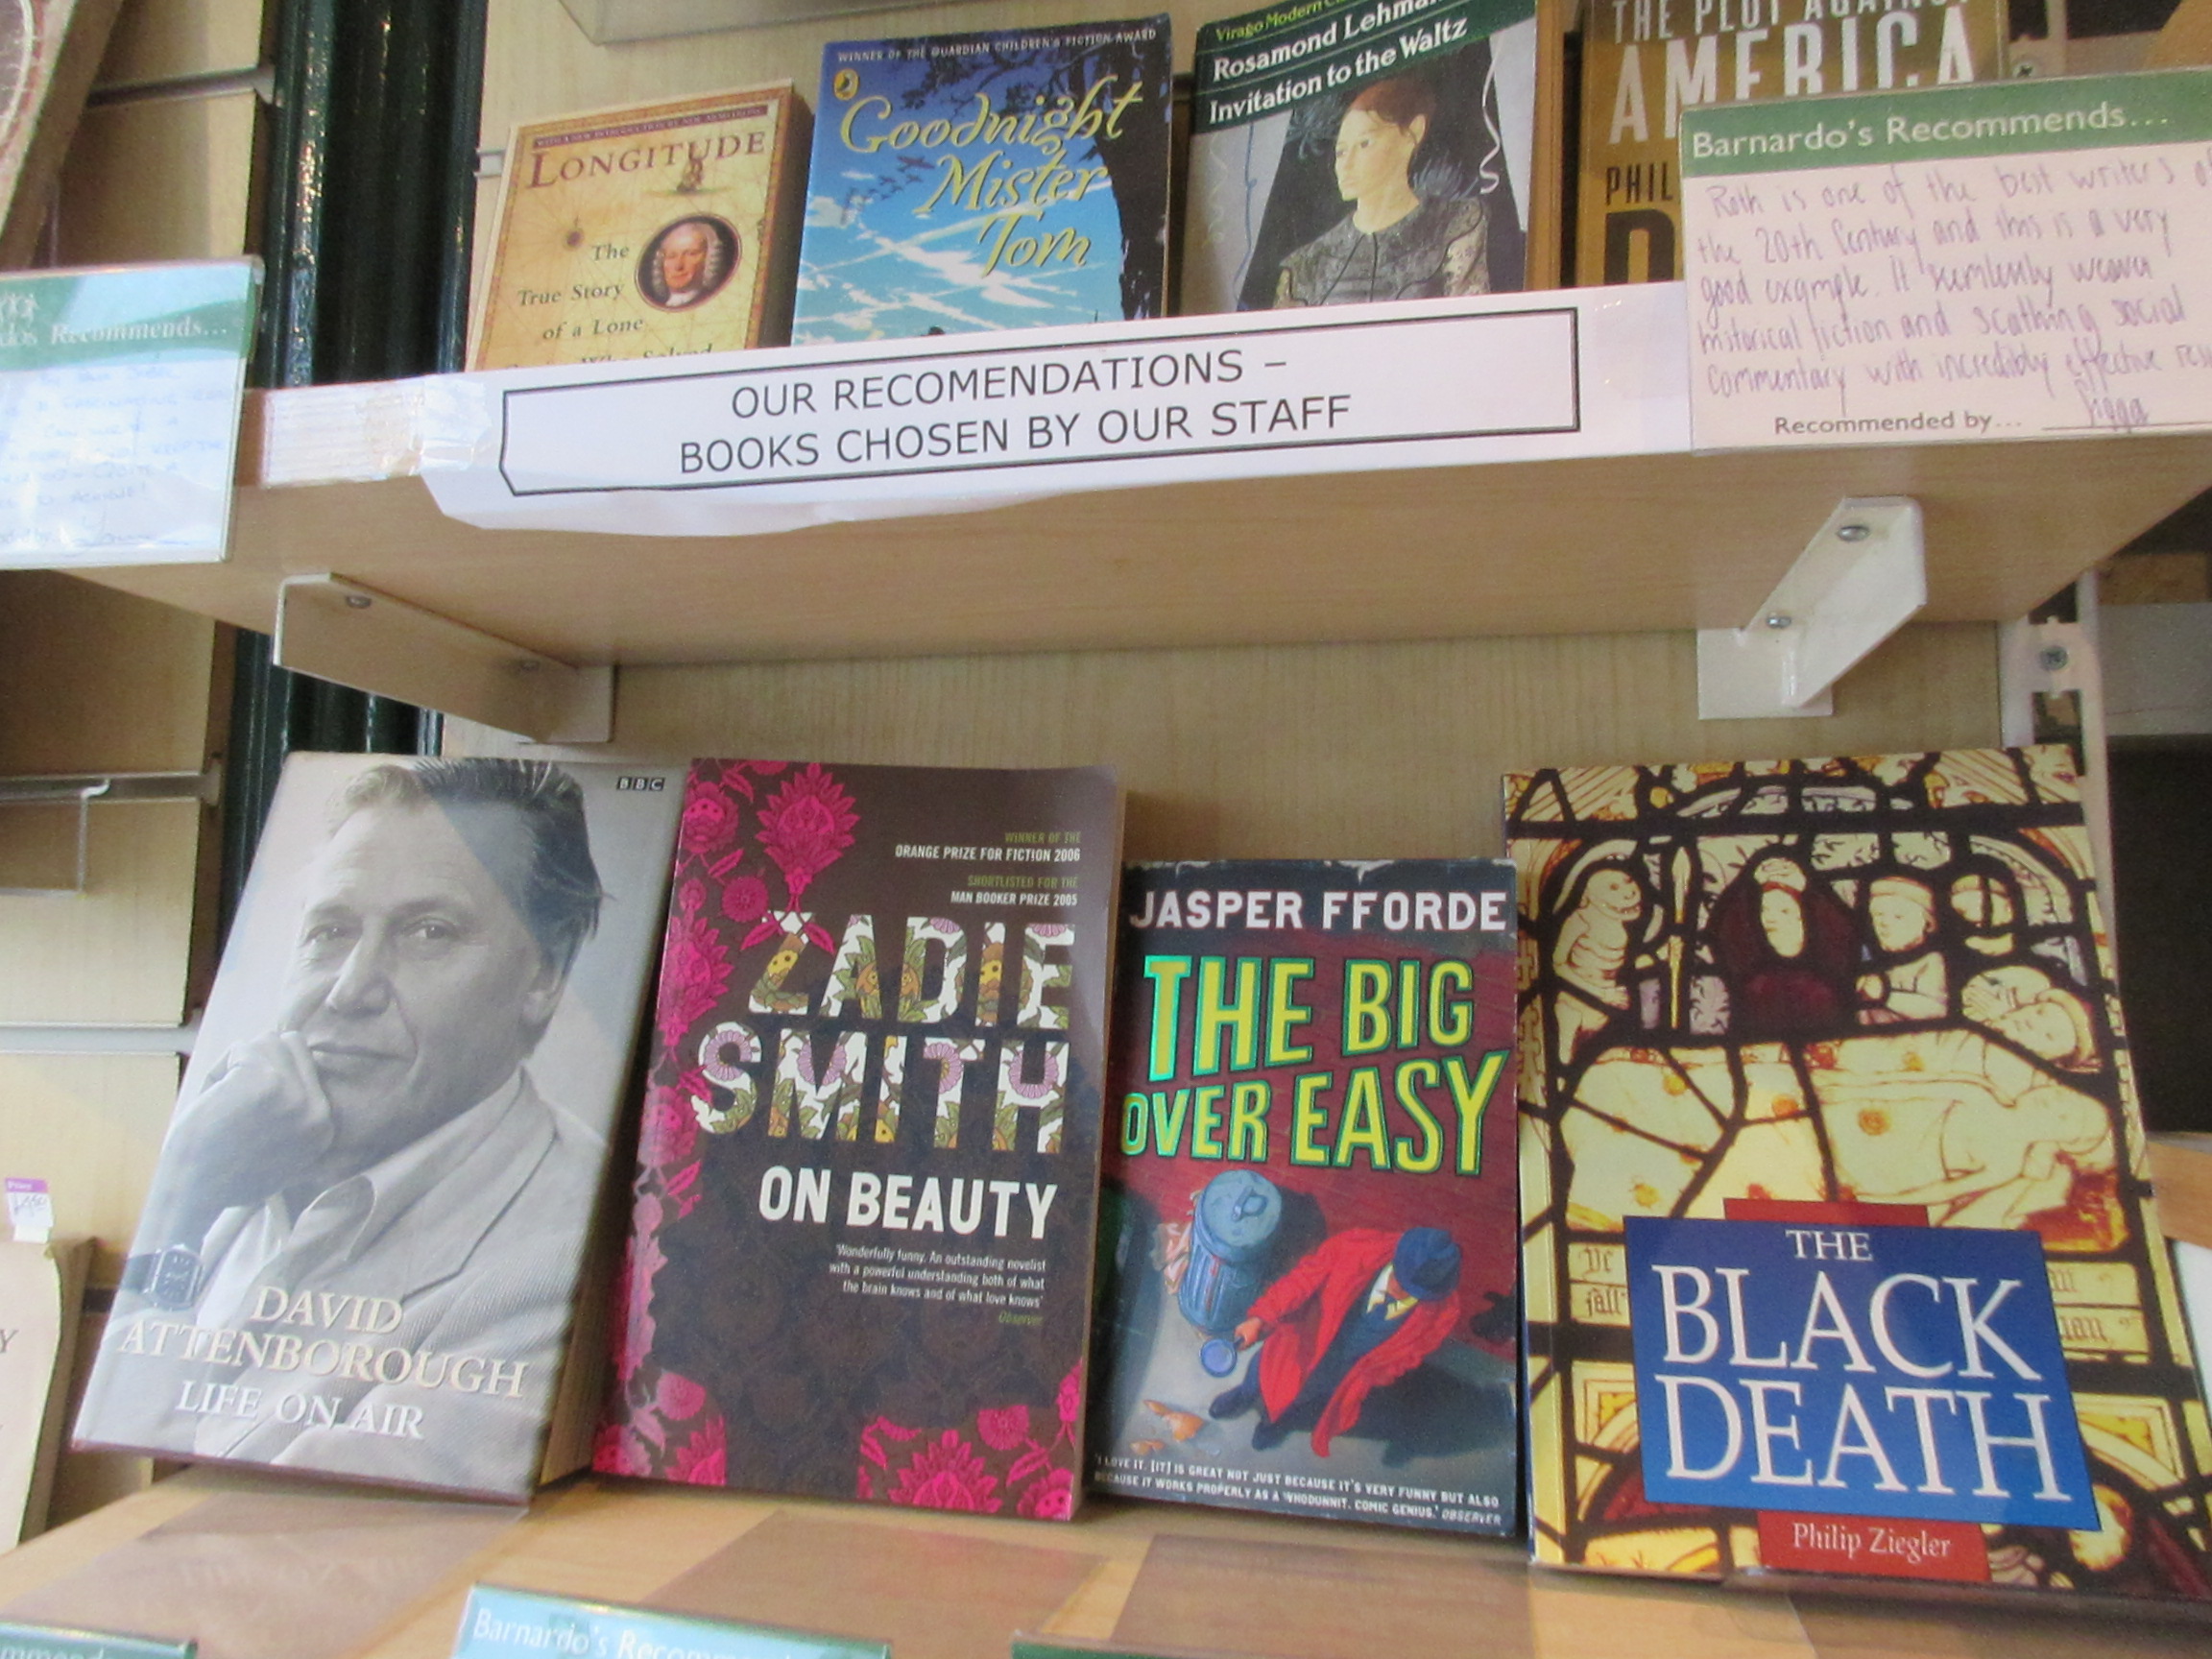 WITH A NEW INTRODUCTION BY NEIL ARMSTRONG
LONGITUDE
The
True Story
of a Lone
WINNER OF THE GUARDIAN CHILDREN'S FICTION AWARD
Goodnight
Mister
Tom
Virago Modern
Rosamond
Invitation to the Waltz
THE PLOT AGAINST
AMERICA
Barnardo's Recommends...
Roth is one of the best writers of
the 20th Century and this is a very
good example. It
historical fiction and scathing social
Commentary with incredibly effective
Recommended by...
Recommends...
OUR RECOMENDATIONS –
BOOKS CHOSEN BY OUR STAFF
BBC
DAVID
ATTENBOROUGH
LIFE ON AIR
WINNER OF THE
ORANGE PRIZE FOR FICTION 2006
SHORTLISTED FOR THE
MAN BOOKER PRIZE 2005
ZADIE
SMITH
ON BEAUTY
'Wonderfully funny. An outstanding novelist
with a powerful understanding both of what
the brain knows and of what love knows'
Observer
JASPER FFORDE
THE BIG
OVER EASY
'I LOVE IT. [IT] IS GREAT NOT JUST BECAUSE IT'S VERY FUNNY BUT ALSO
BECAUSE IT WORKS PROPERLY AS A WHODUNNIT. COMIC GENIUS.' OBSERVER
THE
BLACK
DEATH
Philip Ziegler
Price
Barnardo's